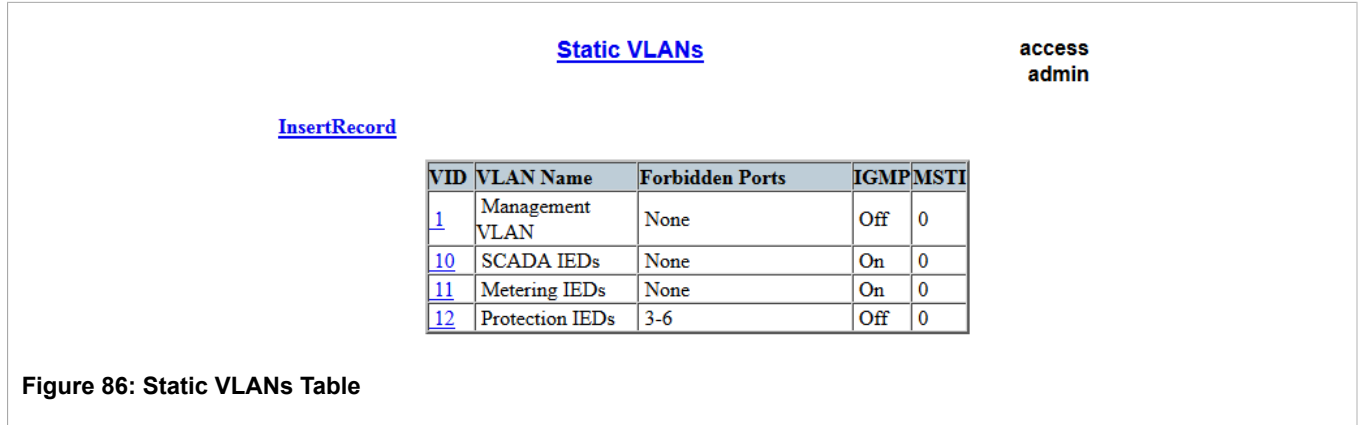 Static VLANs
access
admin
InsertRecord
VID VLAN Name Forbidden Ports IGMP MSTI
1 Management VLAN None Off 0
10 SCADA IEDs None On 0
11 Metering IEDs None On 0
12 Protection IEDs 3-6 Off 0
Figure 86: Static VLANs Table